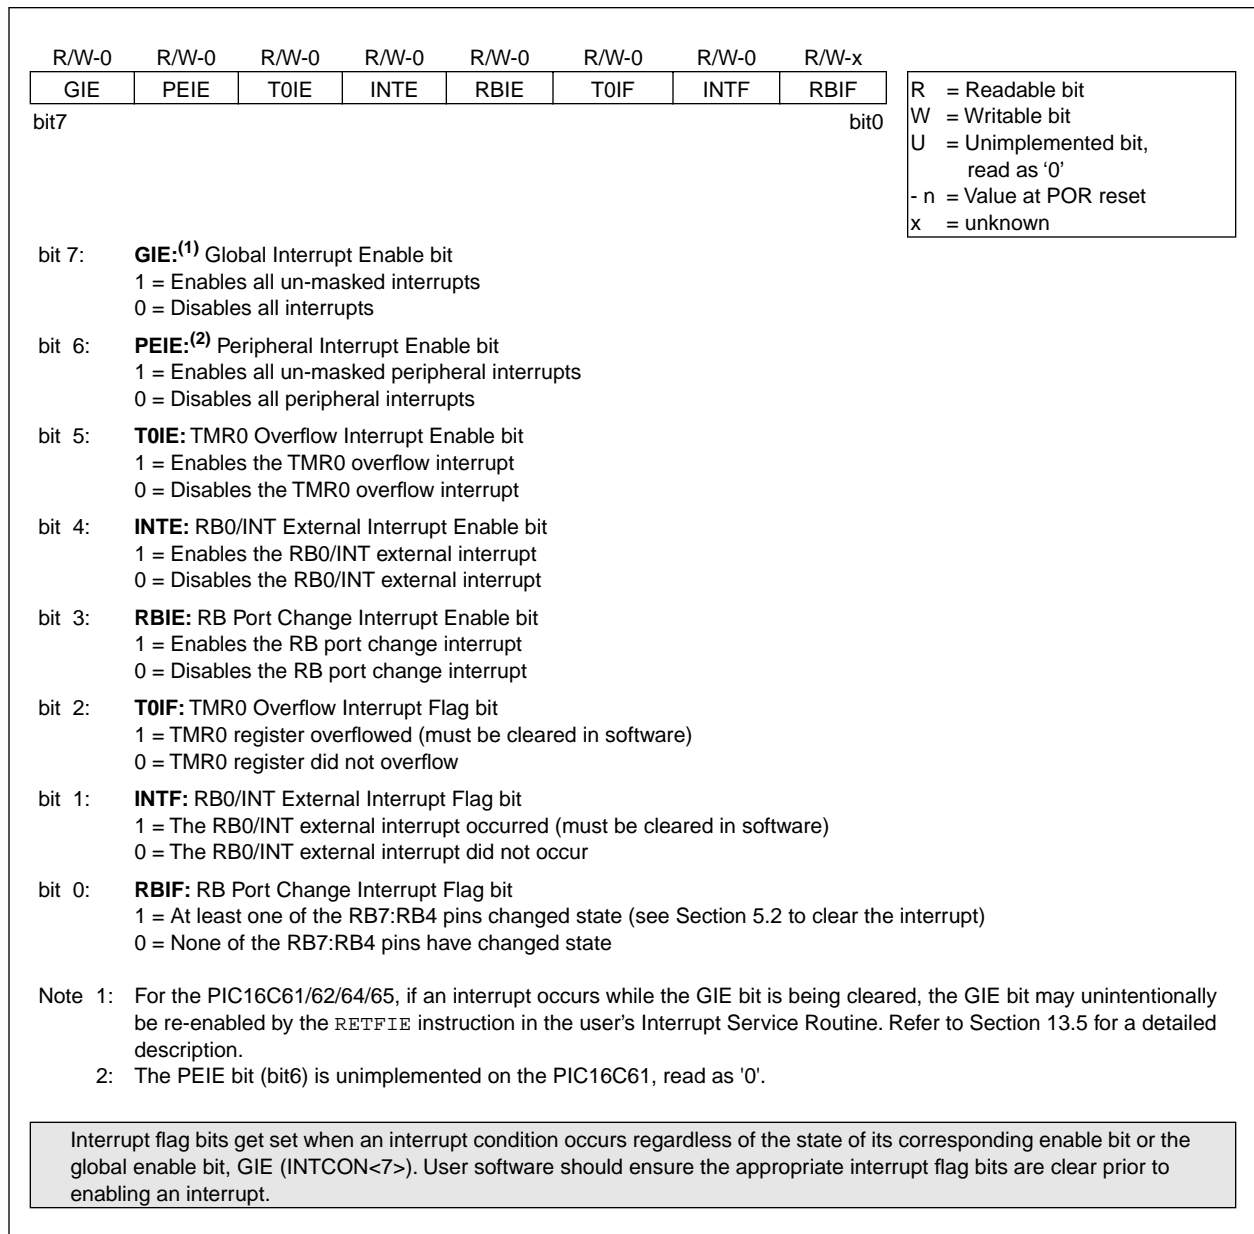 R/W-0 R/W-0 R/W-0 R/W-0 R/W-0 R/W-0 R/W-0 R/W-x
GIE PEIE T0IE INTE RBIE T0IF INTF RBIF
bit7 bit0
R = Readable bit
W = Writable bit
U = Unimplemented bit,
read as ‘0’
- n = Value at POR reset
x = unknown
bit 7: GIE:(1) Global Interrupt Enable bit
1 = Enables all un-masked interrupts
0 = Disables all interrupts
bit 6: PEIE:(2) Peripheral Interrupt Enable bit
1 = Enables all un-masked peripheral interrupts
0 = Disables all peripheral interrupts
bit 5: T0IE: TMR0 Overflow Interrupt Enable bit
1 = Enables the TMR0 overflow interrupt
0 = Disables the TMR0 overflow interrupt
bit 4: INTE: RB0/INT External Interrupt Enable bit
1 = Enables the RB0/INT external interrupt
0 = Disables the RB0/INT external interrupt
bit 3: RBIE: RB Port Change Interrupt Enable bit
1 = Enables the RB port change interrupt
0 = Disables the RB port change interrupt
bit 2: T0IF: TMR0 Overflow Interrupt Flag bit
1 = TMR0 register overflowed (must be cleared in software)
0 = TMR0 register did not overflow
bit 1: INTF: RB0/INT External Interrupt Flag bit
1 = The RB0/INT external interrupt occurred (must be cleared in software)
0 = The RB0/INT external interrupt did not occur
bit 0: RBIF: RB Port Change Interrupt Flag bit
1 = At least one of the RB7:RB4 pins changed state (see Section 5.2 to clear the interrupt)
0 = None of the RB7:RB4 pins have changed state
Note 1: For the PIC16C61/62/64/65, if an interrupt occurs while the GIE bit is being cleared, the GIE bit may unintentionally
be re-enabled by the RETFIE instruction in the user’s Interrupt Service Routine. Refer to Section 13.5 for a detailed
description.
2: The PEIE bit (bit6) is unimplemented on the PIC16C61, read as '0'.
Interrupt flag bits get set when an interrupt condition occurs regardless of the state of its corresponding enable bit or the
global enable bit, GIE (INTCON<7>). User software should ensure the appropriate interrupt flag bits are clear prior to
enabling an interrupt.